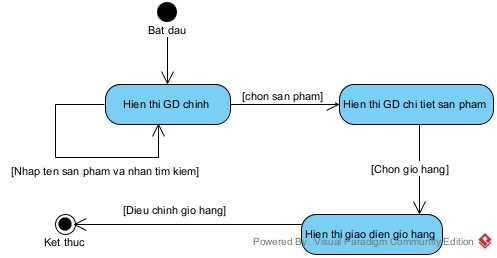 Bat dau
Hien thi GD chinh
[chon san pham]
Hien thi GD chi tiet san pham
[Nhap ten san pham va nhan tim kiem]
[Chon gio hang]
[Dieu chinh gio hang]
Hien thi giao dien gio hang
Ket thuc
Powered By: Visual Paradigm Community Edition